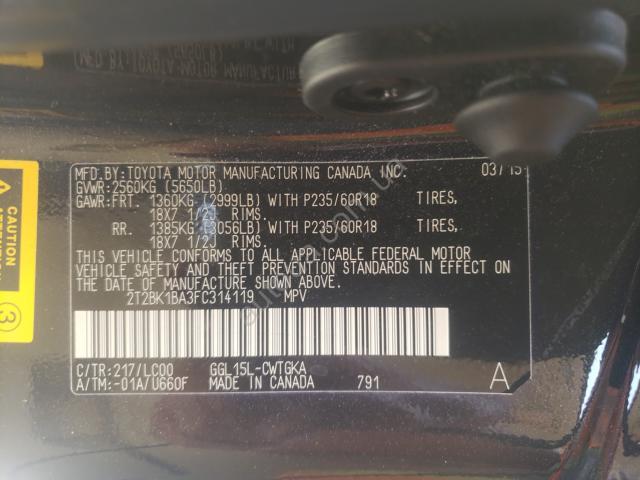 MFD.BY:TOYOTA MOTOR MANUFACTURING CANADA INC. 03/15
GVWR:2560KG (5650LB)
GAWR:FRT. 1360KG (2999LB) WITH P235/60R18 TIRES,
18X7 1/2J RIMS.
RR. 1385KG (3056LB) WITH P235/60R18 TIRES,
18X7 1/2J RIMS.
THIS VEHICLE CONFORMS TO ALL APPLICABLE FEDERAL MOTOR
VEHICLE SAFETY AND THEFT PREVENTION STANDARDS IN EFFECT
ON THE DATE OF MANUFACTURE SHOWN ABOVE.
2T2BK1BA3FC314119 MPV
C/TR:217/LC00 GGL15L-CWTGKA
A/TM:-01A/U660F MADE IN CANADA 791 A
3